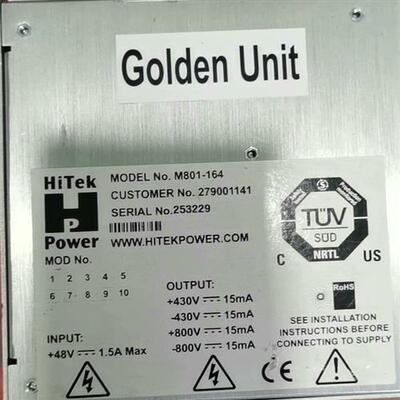 Golden Unit
HiTek
Power
MODEL No. M801-164
CUSTOMER No. 279001141
SERIAL No.253229
WWW.HITEKPOWER.COM
MOD No.
1 2 3 4 5
6 7 8 9 10
INPUT:
+48V 1.5A Max
OUTPUT:
+430V 15mA
-430V 15mA
+800V 15mA
-800V 15mA
TÜV
SÜD
NRTL
C US
RoHS
SEE INSTALLATION
INSTRUCTIONS BEFORE
CONNECTING TO SUPPLY